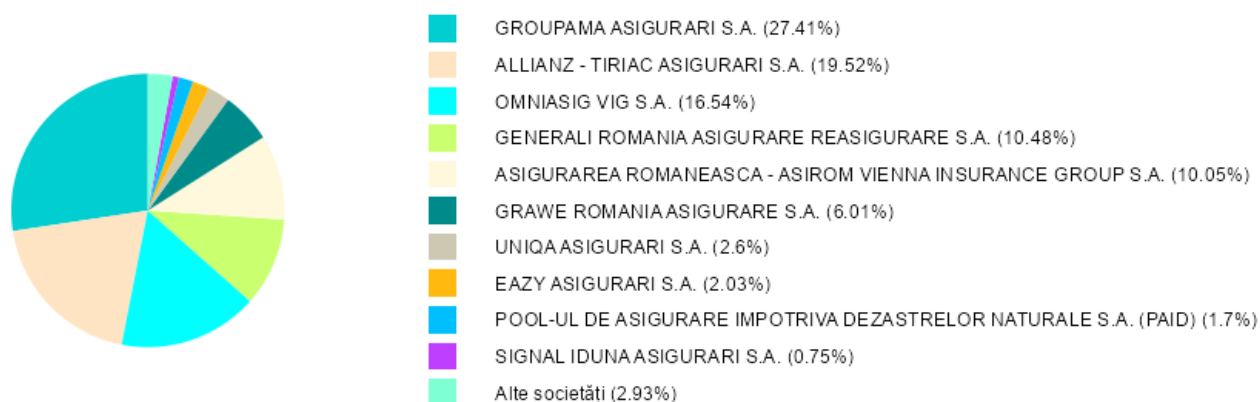 GROUPAMA ASIGURARI S.A. (27.41%)
ALLIANZ - TIRIAC ASIGURARI S.A. (19.52%)
OMNIASIG VIG S.A. (16.54%)
GENERALI ROMANIA ASIGURARE REASIGURARE S.A. (10.48%)
ASIGURAREA ROMANEASCA - ASIROM VIENNA INSURANCE GROUP S.A. (10.05%)
GRAWE ROMANIA ASIGURARE S.A. (6.01%)
UNIQA ASIGURARI S.A. (2.6%)
EAZY ASIGURARI S.A. (2.03%)
POOL-UL DE ASIGURARE IMPOTRIVA DEZASTRELOR NATURALE S.A. (PAID) (1.7%)
SIGNAL IDUNA ASIGURARI S.A. (0.75%)
Alte societăți (2.93%)